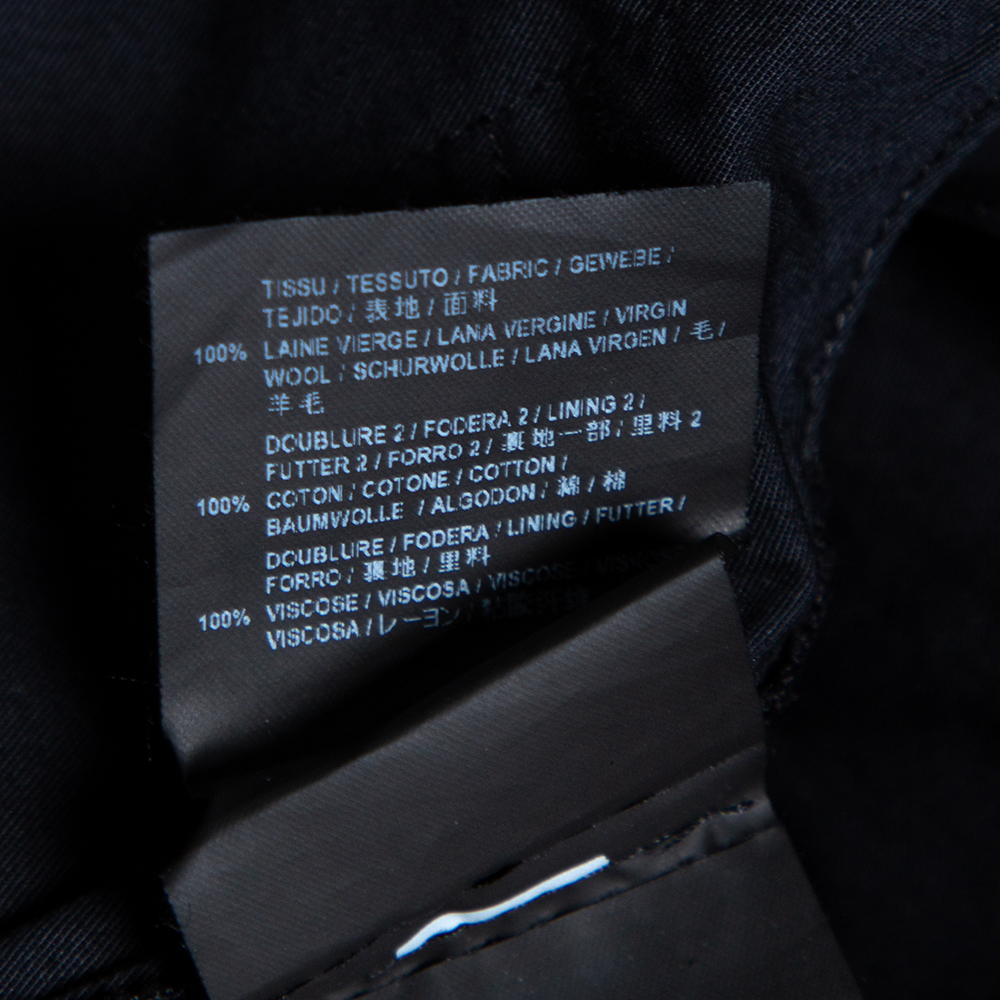 TISSU / TESSUTO / FABRIC / GEWEBE /
TEJIDO / 表地 / 面料
100% LAINE VIERGE / LANA VERGINE / VIRGIN
WOOL / SCHURWOLLE / LANA VIRGEN / 毛 /
羊毛
DOUBLURE 2 / FODERA 2 / LINING 2 /
FUTTER 2 / FORRO 2 / 裏地一部 / 里料 2
100% COTON / COTONE / COTTON /
BAUMWOLLE / ALGODON / 綿 / 棉
DOUBLURE / FODERA / LINING / FUTTER /
FORRO / 裏地 / 里料
100% VISCOSE / VISCOSA / VISCOSE /
VISCOSA / レーヨン /